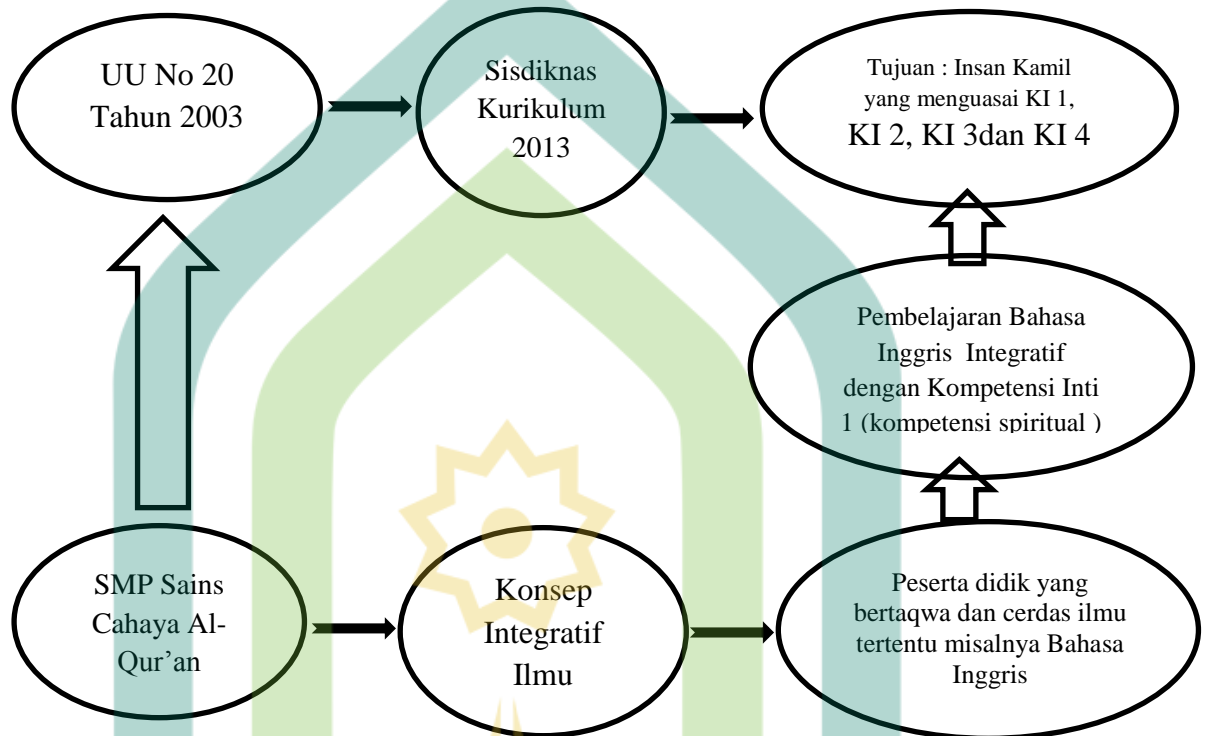 UU No 20
Tahun 2003
Sisdiknas
Kurikulum
2013
Tujuan : Insan Kamil
yang menguasai KI 1,
KI 2, KI 3dan KI 4
Pembelajaran Bahasa
Inggris Integratif
dengan Kompetensi Inti
1 (kompetensi spiritual )
SMP Sains
Cahaya Al-
Qur’an
Konsep
Integratif
Ilmu
Peserta didik yang
bertaqwa dan cerdas ilmu
tertentu misalnya Bahasa
Inggris